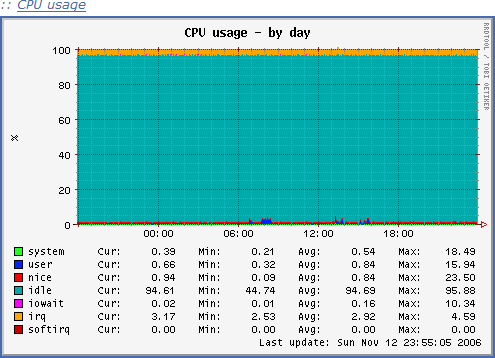 :: CPU usage
CPU usage - by day
RRDTOOL / TOBI OETIKER
100
80
60
40
20
0
%
00:00 06:00 12:00 18:00
system Cur: 0.39 Min: 0.21 Avg: 0.54 Max: 18.49
user Cur: 0.66 Min: 0.32 Avg: 0.84 Max: 15.94
nice Cur: 0.94 Min: 0.09 Avg: 0.84 Max: 23.50
idle Cur: 94.61 Min: 44.74 Avg: 94.69 Max: 95.88
iowait Cur: 0.02 Min: 0.01 Avg: 0.16 Max: 10.34
irq Cur: 3.17 Min: 2.53 Avg: 2.92 Max: 4.59
softirq Cur: 0.00 Min: 0.00 Avg: 0.00 Max: 0.00
Last update: Sun Nov 12 23:55:05 2006